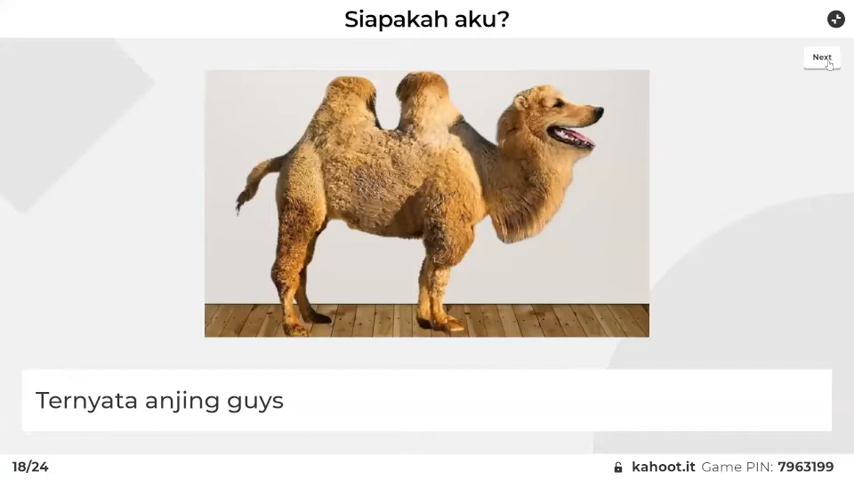 Siapakah aku?
Next
Ternyata anjing guys
18/24
kahoot.it Game PIN: 7963199